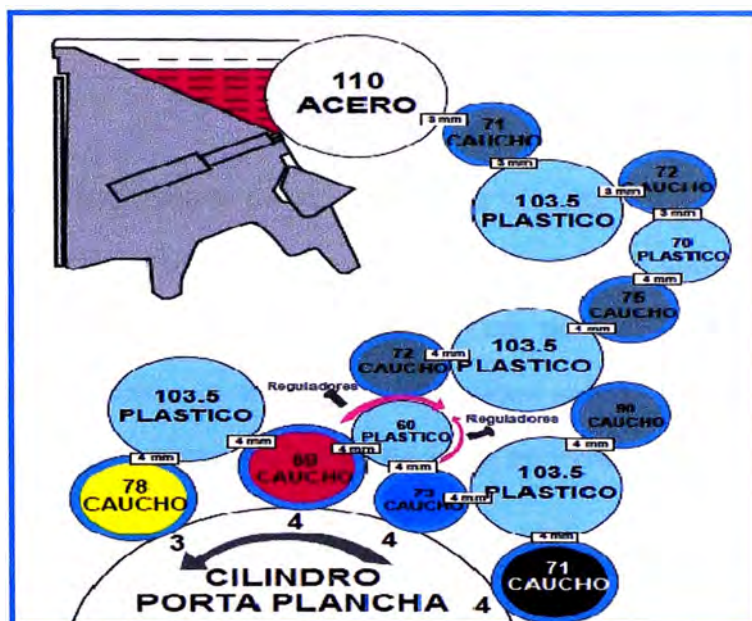 110
ACERO
3 mm
71
CAUCHO
3 mm
72
CAUCHO
3 mm
103.5
PLASTICO
3 mm
70
PLASTICO
4 mm
75
CAUCHO
4 mm
103.5
PLASTICO
4 mm
72
CAUCHO
Reguladores
103.5
PLASTICO
60
PLASTICO
Reguladores
CAUCHO
4 mm
4 mm
4 mm
4 mm
4 mm
CAUCHO
78
CAUCHO
73
CAUCHO
4 mm
103.5
PLASTICO
4 mm
3
4
4
4
CILINDRO
PORTA PLANCHA
71
CAUCHO